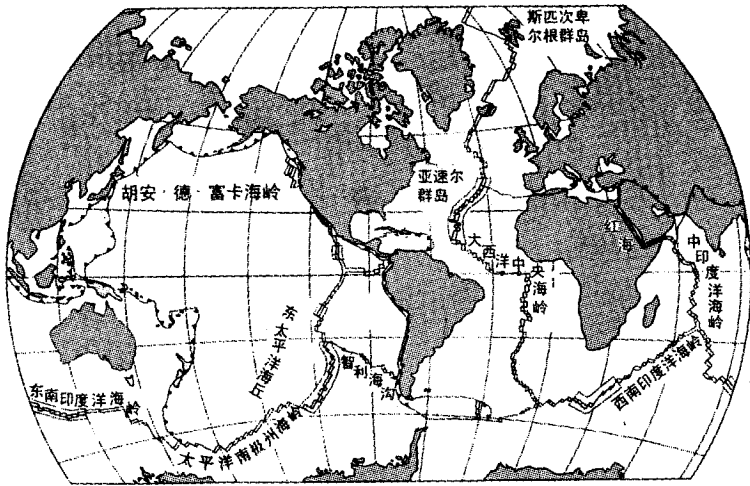 斯匹次卑
尔根群岛
亚速尔
群岛
胡安·德·富卡海岭
红海
大西洋中央海岭
中印度洋海岭
东太平洋海丘
智利海沟
西南印度洋海岭
东南印度洋海岭
太平洋南极州海岭